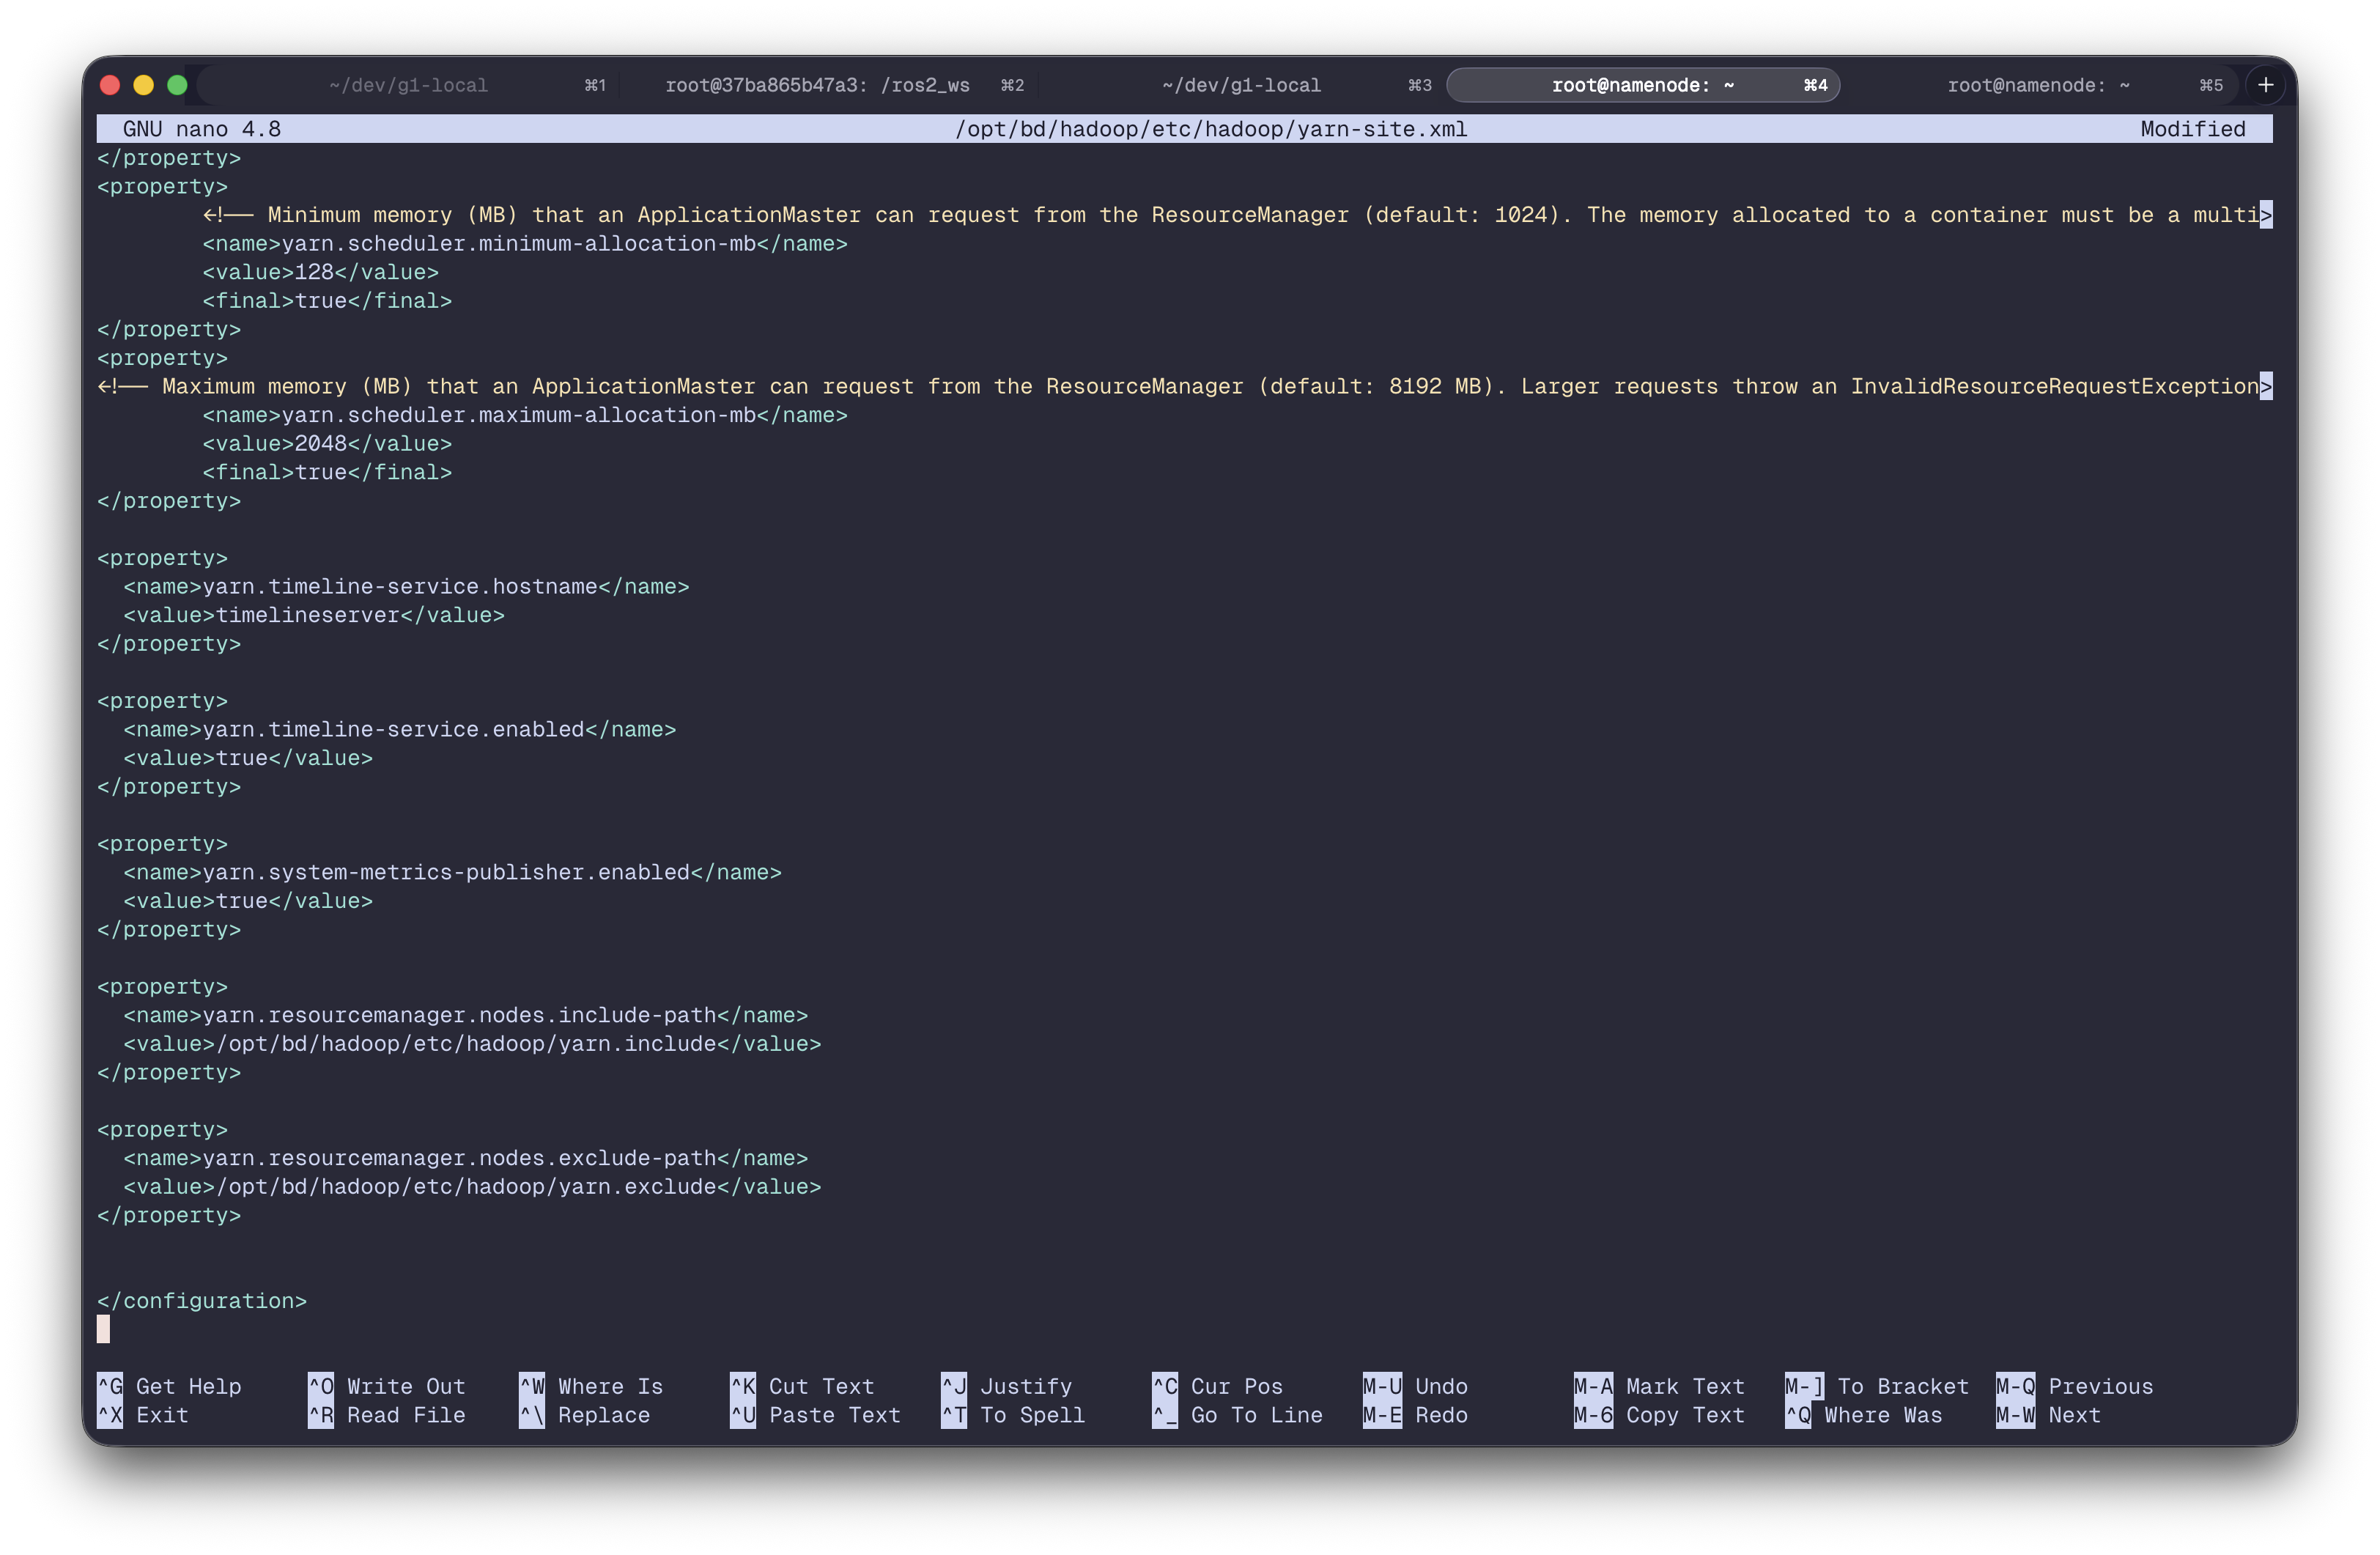 ~/dev/g1-local ⌘1 root@37ba865b47a3: /ros2_ws ⌘2 ~/dev/g1-local ⌘3 root@namenode: ~ ⌘4 root@namenode: ~ ⌘5 +
GNU nano 4.8 /opt/bd/hadoop/etc/hadoop/yarn-site.xml Modified
</property>
<property>
<!-- Minimum memory (MB) that an ApplicationMaster can request from the ResourceManager (default: 1024). The memory allocated to a container must be a multi>
<name>yarn.scheduler.minimum-allocation-mb</name>
<value>128</value>
<final>true</final>
</property>
<property>
<!-- Maximum memory (MB) that an ApplicationMaster can request from the ResourceManager (default: 8192 MB). Larger requests throw an InvalidResourceRequestException>
<name>yarn.scheduler.maximum-allocation-mb</name>
<value>2048</value>
<final>true</final>
</property>
<property>
<name>yarn.timeline-service.hostname</name>
<value>timelineserver</value>
</property>
<property>
<name>yarn.timeline-service.enabled</name>
<value>true</value>
</property>
<property>
<name>yarn.system-metrics-publisher.enabled</name>
<value>true</value>
</property>
<property>
<name>yarn.resourcemanager.nodes.include-path</name>
<value>/opt/bd/hadoop/etc/hadoop/yarn.include</value>
</property>
<property>
<name>yarn.resourcemanager.nodes.exclude-path</name>
<value>/opt/bd/hadoop/etc/hadoop/yarn.exclude</value>
</property>
</configuration>
^G Get Help ^O Write Out ^W Where Is ^K Cut Text ^J Justify ^C Cur Pos M-U Undo M-A Mark Text M-] To Bracket M-Q Previous
^X Exit ^R Read File ^\ Replace ^U Paste Text ^T To Spell ^_ Go To Line M-E Redo M-6 Copy Text ^Q Where Was M-W Next